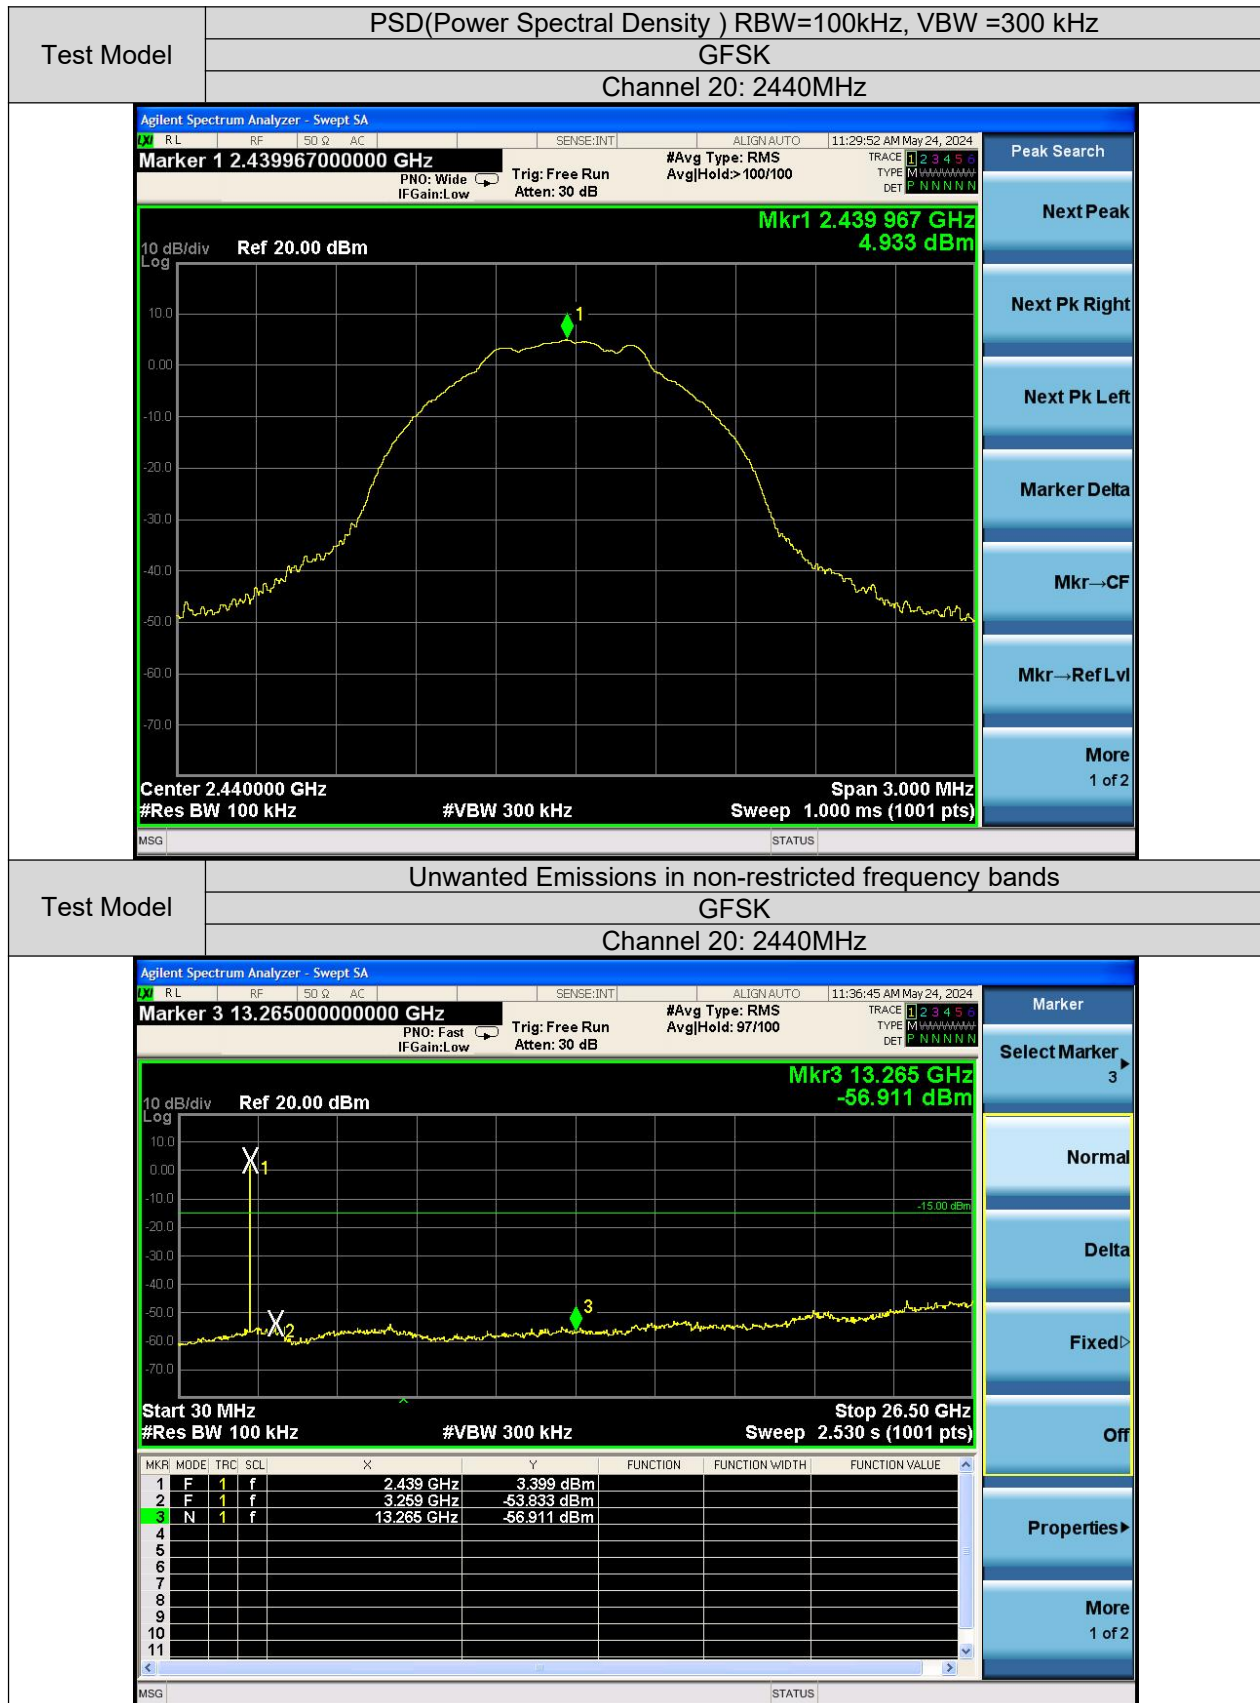 Test Model
PSD(Power Spectral Density ) RBW=100kHz, VBW =300 kHz
GFSK
Channel 20: 2440MHz
Agilent Spectrum Analyzer - Swept SA
LXI RL RF 50 Ω AC SENSE:INT ALIGN AUTO 11:29:52 AM May 24, 2024
Marker 1 2.439967000000 GHz
PNO: Wide
IFGain:Low
Trig: Free Run
Atten: 30 dB
#Avg Type: RMS
Avg|Hold:> 100/100
TRACE 1 2 3 4 5 6
TYPE M WWWWW
DET P N N N N N
Mkr1 2.439 967 GHz
4.933 dBm
10 dB/div Ref 20.00 dBm
Log
10.0
0.00
-10.0
-20.0
-30.0
-40.0
-50.0
-60.0
-70.0
1
Center 2.440000 GHz Span 3.000 MHz
#Res BW 100 kHz #VBW 300 kHz Sweep 1.000 ms (1001 pts)
MSG STATUS
Peak Search
Next Peak
Next Pk Right
Next Pk Left
Marker Delta
Mkr→CF
Mkr→Ref Lvl
More
1 of 2
Test Model
Unwanted Emissions in non-restricted frequency bands
GFSK
Channel 20: 2440MHz
Agilent Spectrum Analyzer - Swept SA
LXI RL RF 50 Ω AC SENSE:INT ALIGN AUTO 11:36:45 AM May 24, 2024
Marker 3 13.265000000000 GHz
PNO: Fast
IFGain:Low
Trig: Free Run
Atten: 30 dB
#Avg Type: RMS
Avg|Hold: 97/100
TRACE 1 2 3 4 5 6
TYPE M WWWWW
DET P N N N N N
Mkr3 13.265 GHz
-56.911 dBm
10 dB/div Ref 20.00 dBm
Log
10.0
0.00
-10.0
-20.0
-30.0
-40.0
-50.0
-60.0
-70.0
1
-15.00 dBm
2
3
Start 30 MHz Stop 26.50 GHz
#Res BW 100 kHz #VBW 300 kHz Sweep 2.530 s (1001 pts)
MKR MODE TRC SCL X Y FUNCTION FUNCTION WIDTH FUNCTION VALUE
1 F 1 f 2.439 GHz 3.399 dBm
2 F 1 f 3.259 GHz -53.833 dBm
3 N 1 f 13.265 GHz -56.911 dBm
4
5
6
7
8
9
10
11
MSG STATUS
Marker
Select Marker
3
Normal
Delta
Fixed
Off
Properties
More
1 of 2